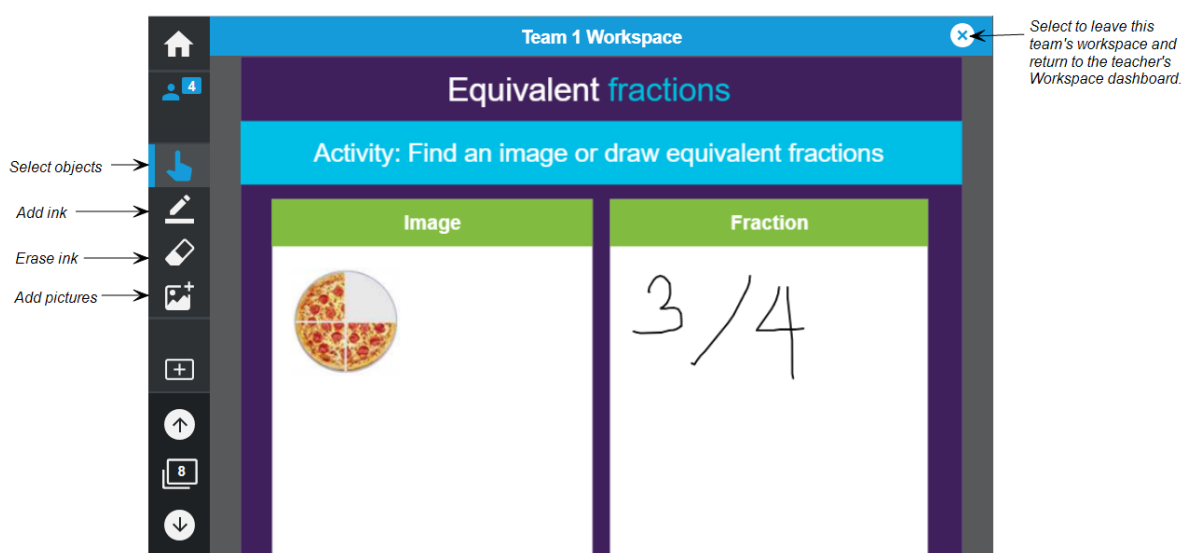 Team 1 Workspace
Select to leave this
team's workspace and
return to the teacher's
Workspace dashboard.
4
Equivalent fractions
Activity: Find an image or draw equivalent fractions
Select objects
Add ink
Erase ink
Add pictures
Image
Fraction
3/4
8